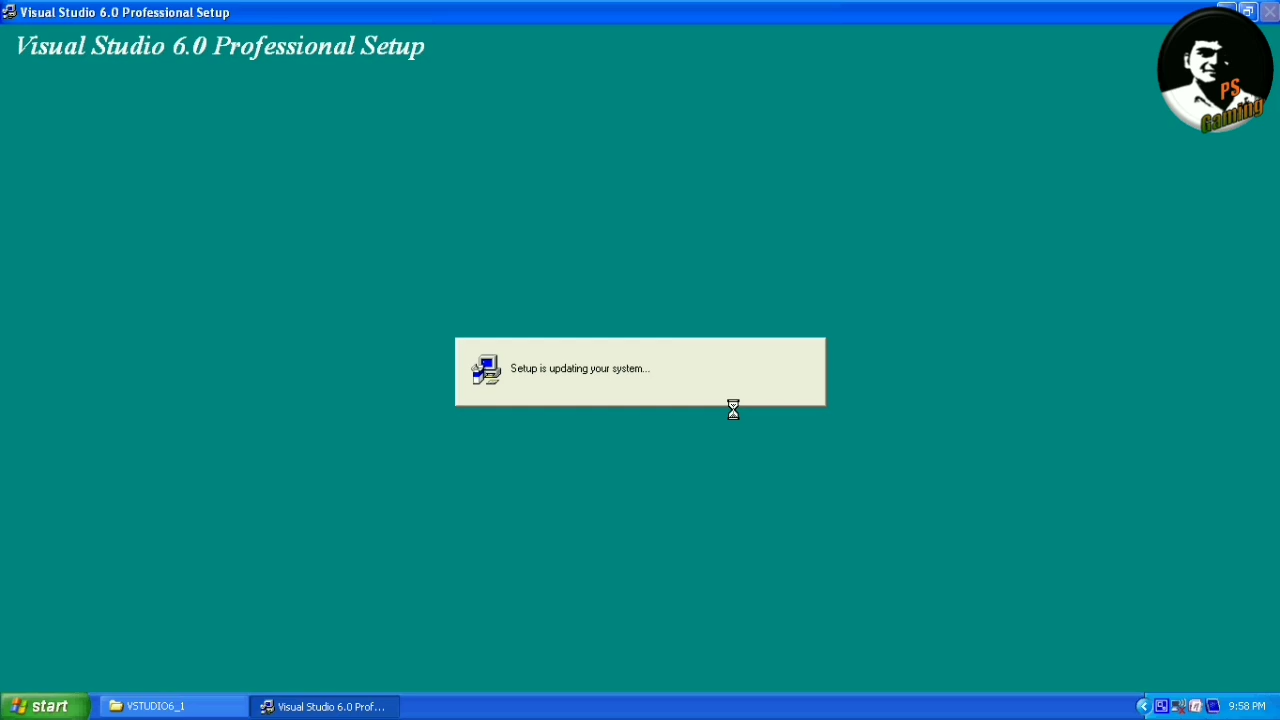 Visual Studio 6.0 Professional Setup
Visual Studio 6.0 Professional Setup
PS
Gaming
Setup is updating your system...
start
VSTUDIO6_1
Visual Studio 6.0 Prof...
9:58 PM